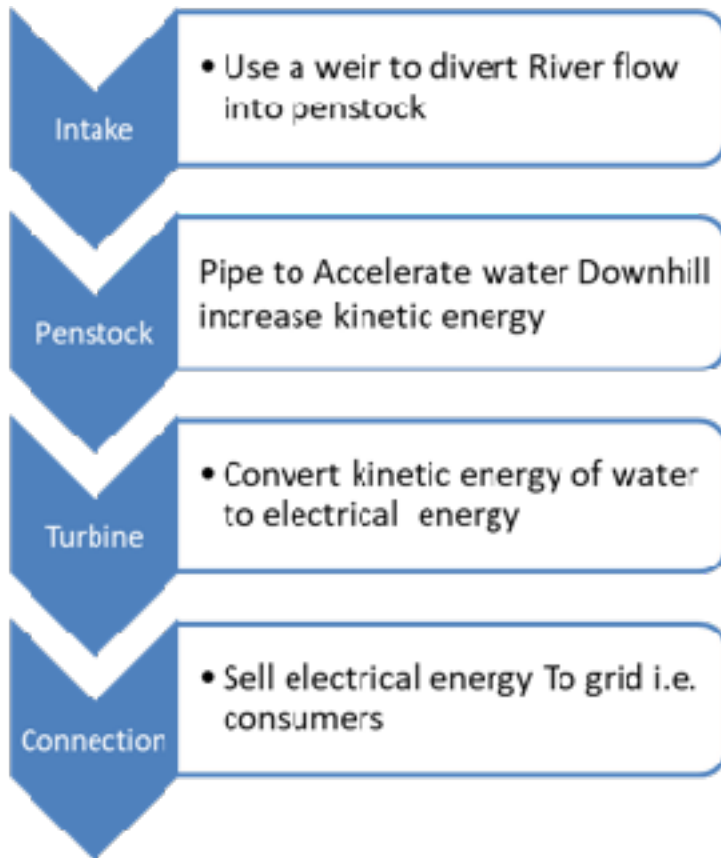 Intake
• Use a weir to divert River flow
into penstock
Penstock
Pipe to Accelerate water Downhill
increase kinetic energy
Turbine
• Convert kinetic energy of water
to electrical energy
Connection
• Sell electrical energy To grid i.e.
consumers